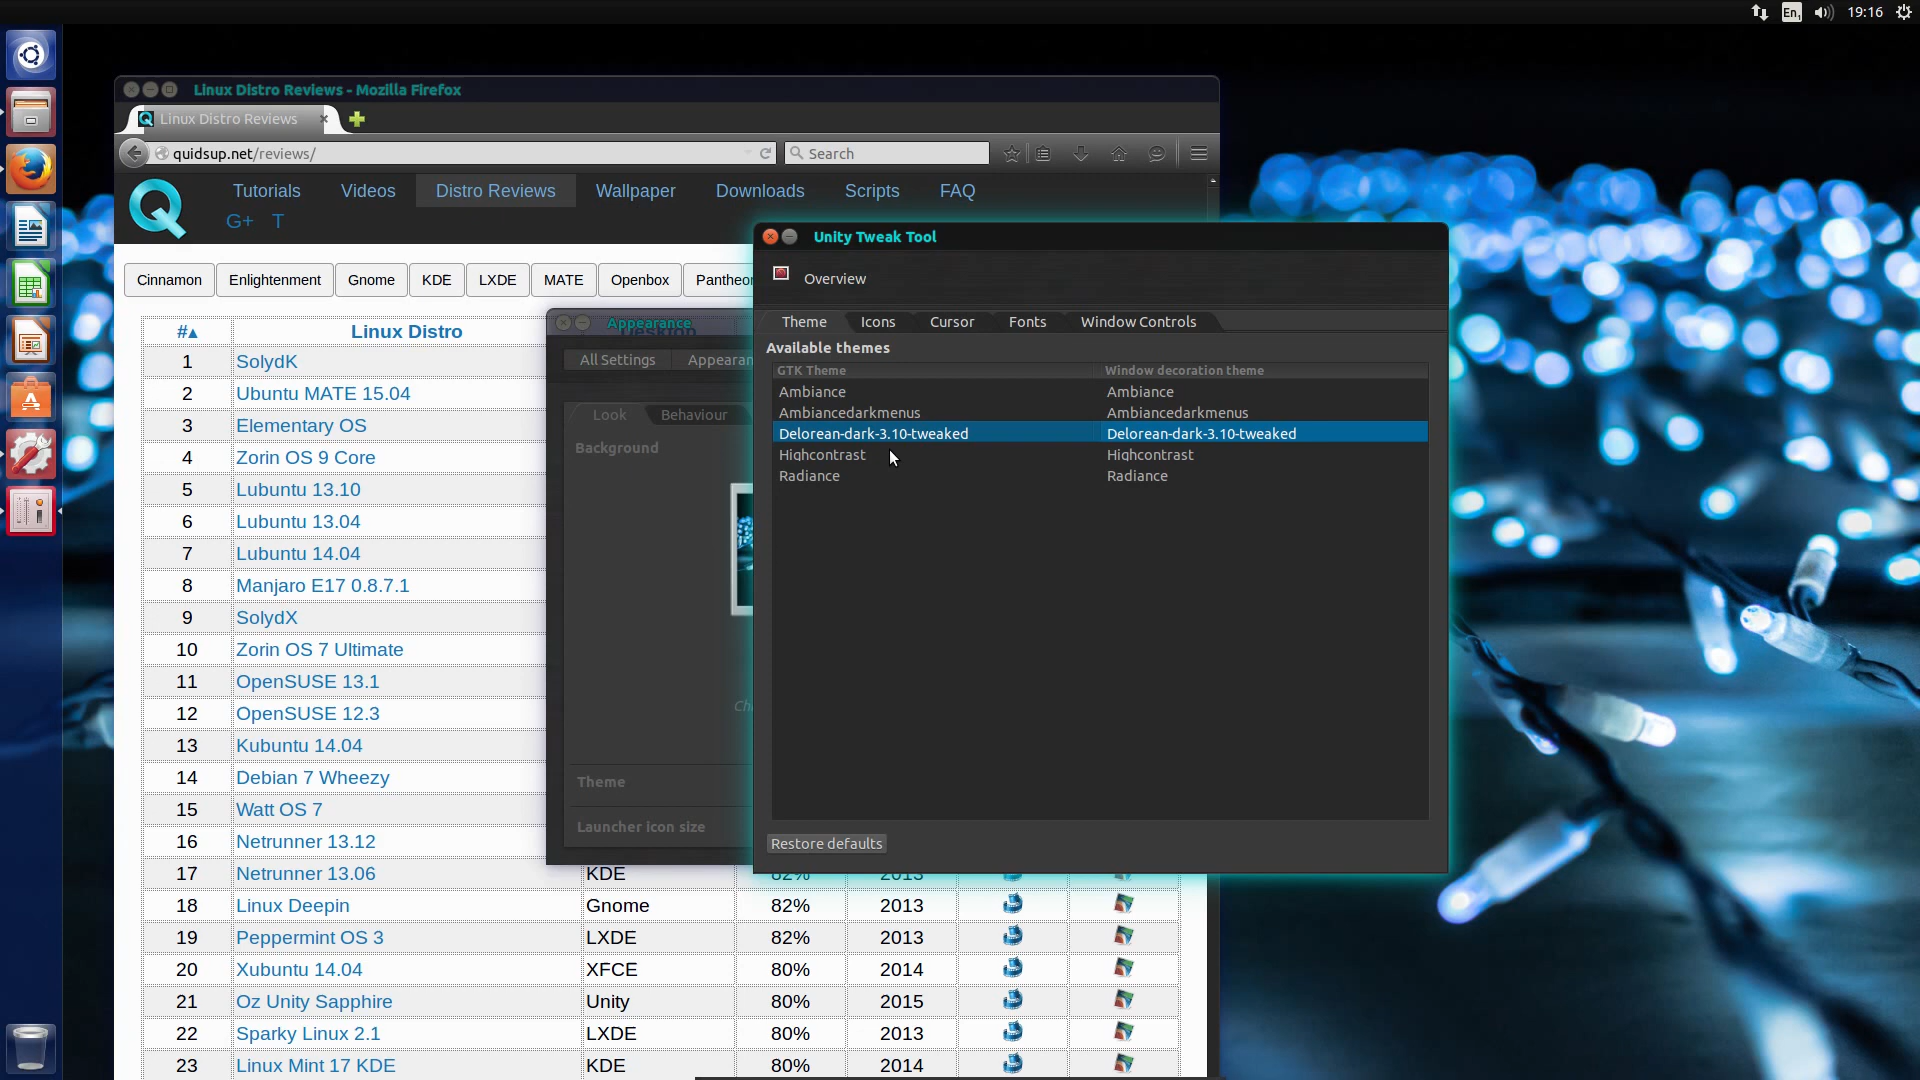 En 19:16
Linux Distro Reviews - Mozilla Firefox
Linux Distro Reviews
quidsup.net/reviews/ Search
Tutorials Videos Distro Reviews Wallpaper Downloads Scripts FAQ
G+ T
Cinnamon Enlightenment Gnome KDE LXDE MATE Openbox Pantheon
# Linux Distro
1 SolydK
2 Ubuntu MATE 15.04
3 Elementary OS
4 Zorin OS 9 Core
5 Lubuntu 13.10
6 Lubuntu 13.04
7 Lubuntu 14.04
8 Manjaro E17 0.8.7.1
9 SolydX
10 Zorin OS 7 Ultimate
11 OpenSUSE 13.1
12 OpenSUSE 12.3
13 Kubuntu 14.04
14 Debian 7 Wheezy
15 Watt OS 7
16 Netrunner 13.12
17 Netrunner 13.06 KDE 82% 2013
18 Linux Deepin Gnome 82% 2013
19 Peppermint OS 3 LXDE 82% 2013
20 Xubuntu 14.04 XFCE 80% 2014
21 Oz Unity Sapphire Unity 80% 2015
22 Sparky Linux 2.1 LXDE 80% 2013
23 Linux Mint 17 KDE KDE 80% 2014
Appearance
Desktop
All Settings Appearan
Look Behaviour
Background
Ch
Theme
Launcher icon size
Unity Tweak Tool
Overview
Theme Icons Cursor Fonts Window Controls
Available themes
GTK Theme Window decoration theme
Ambiance Ambiance
Ambiancedarkmenus Ambiancedarkmenus
Delorean-dark-3.10-tweaked Delorean-dark-3.10-tweaked
Highcontrast Highcontrast
Radiance Radiance
Restore defaults